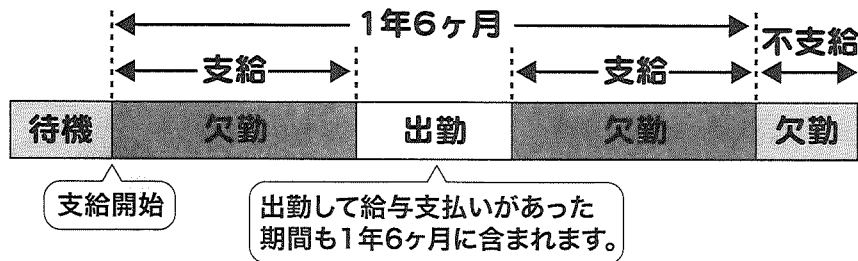 1年6ヶ月
不支給
支給
支給
待機
欠勤
出勤
欠勤
欠勤
支給開始
出勤して給与支払いがあった
期間も1年6ヶ月に含まれます。